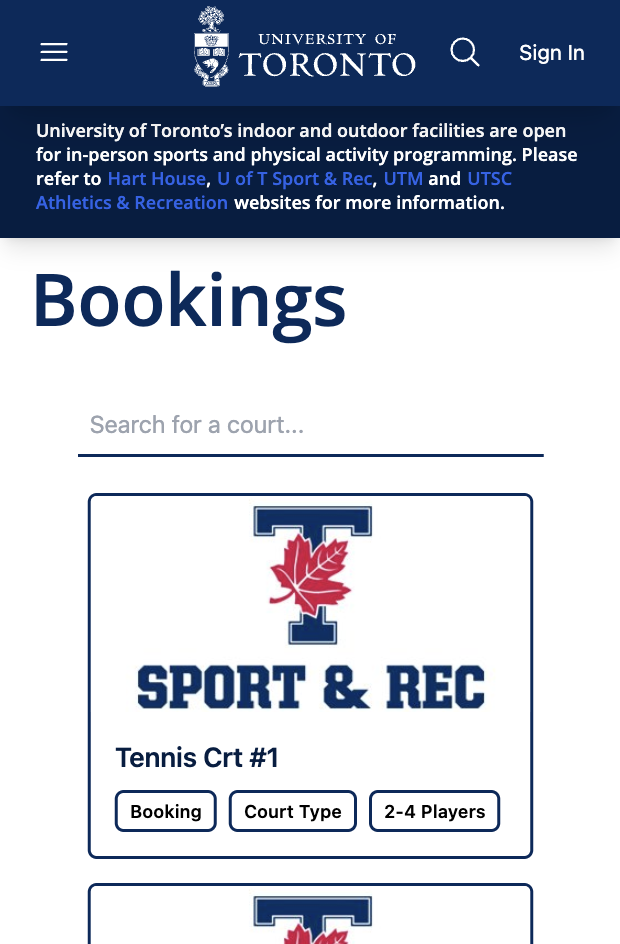 UNIVERSITY OF
TORONTO
Sign In
University of Toronto’s indoor and outdoor facilities are open
for in-person sports and physical activity programming. Please
refer to Hart House, U of T Sport & Rec, UTM and UTSC
Athletics & Recreation websites for more information.
Bookings
Search for a court...
T
SPORT & REC
Tennis Crt #1
Booking
Court Type
2-4 Players
T